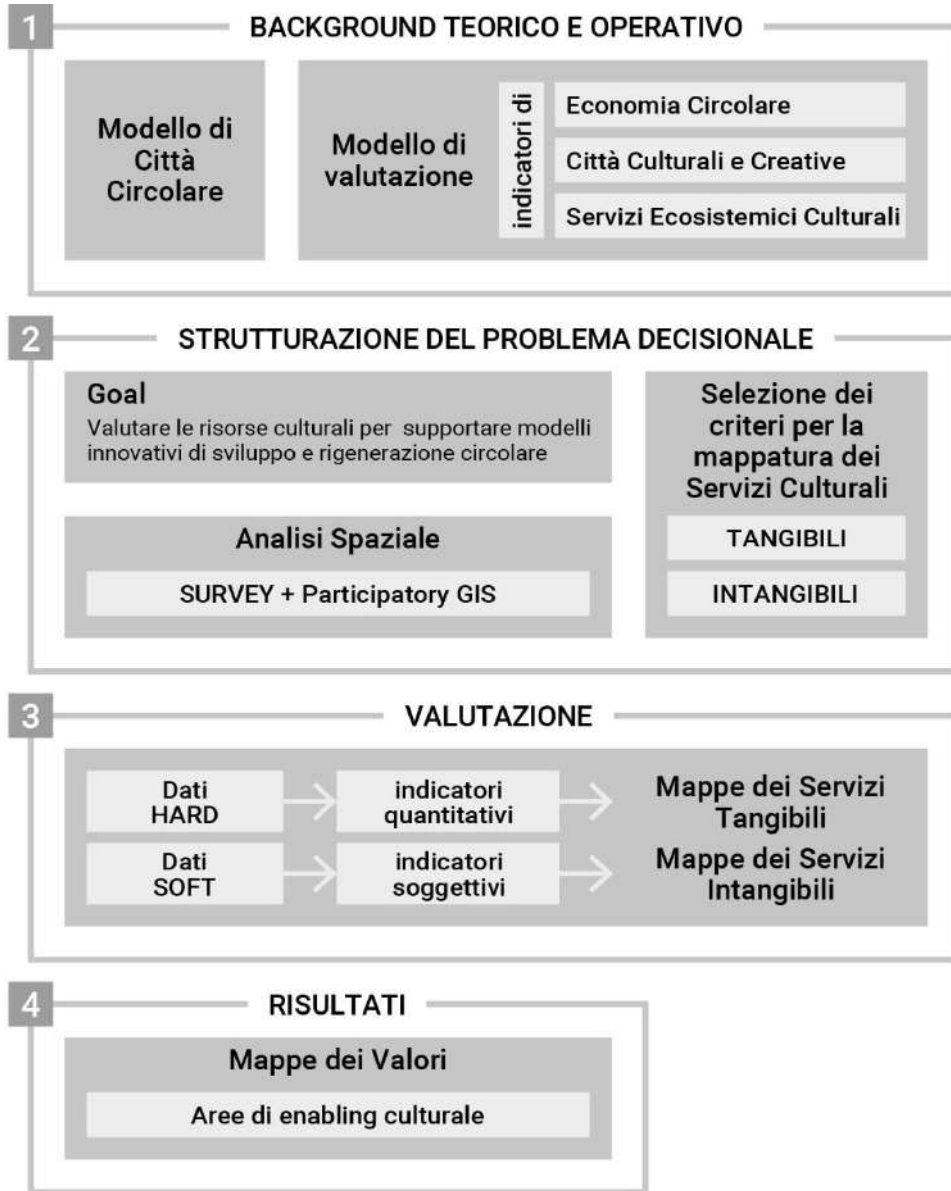 1
BACKGROUND TEORICO E OPERATIVO
Modello di
Città
Circolare
Modello di
valutazione
indicatori di
Economia Circolare
Città Culturali e Creative
Servizi Ecosistemici Culturali
2
STRUTTURAZIONE DEL PROBLEMA DECISIONALE
Goal
Valutare le risorse culturali per supportare modelli
innovativi di sviluppo e rigenerazione circolare
Analisi Spaziale
SURVEY + Participatory GIS
Selezione dei
criteri per la
mappatura dei
Servizi Culturali
TANGIBILI
INTANGIBILI
3
VALUTAZIONE
Dati
HARD
indicatori
quantitativi
Mappe dei Servizi
Tangibili
Dati
SOFT
indicatori
soggettivi
Mappe dei Servizi
Intangibili
4
RISULTATI
Mappe dei Valori
Aree di enabling culturale